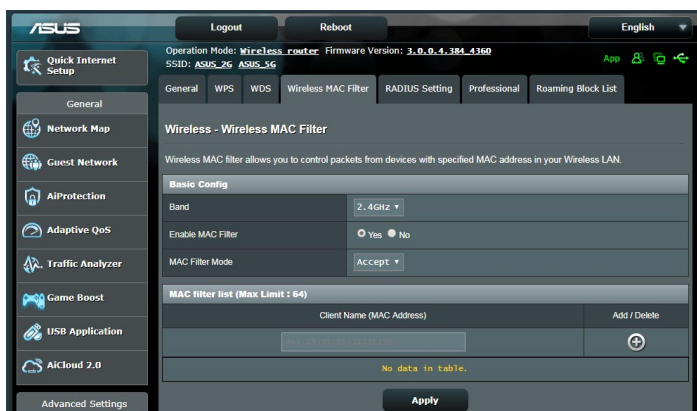 ASUS
Logout
Reboot
English
Operation Mode: Wireless router Firmware Version: 3.0.0.4.384_4360
SSID: ASUS_2G ASUS_5G
App
Quick Internet
Setup
General
Network Map
Guest Network
AiProtection
Adaptive QoS
Traffic Analyzer
Game Boost
USB Application
AiCloud 2.0
Advanced Settings
General WPS WDS Wireless MAC Filter RADIUS Setting Professional Roaming Block List
Wireless - Wireless MAC Filter
Wireless MAC filter allows you to control packets from devices with specified MAC address in your Wireless LAN.
Basic Config
Band 2.4GHz
Enable MAC Filter Yes No
MAC Filter Mode Accept
MAC filter list (Max Limit : 64)
Client Name (MAC Address) Add / Delete
No data in table.
Apply